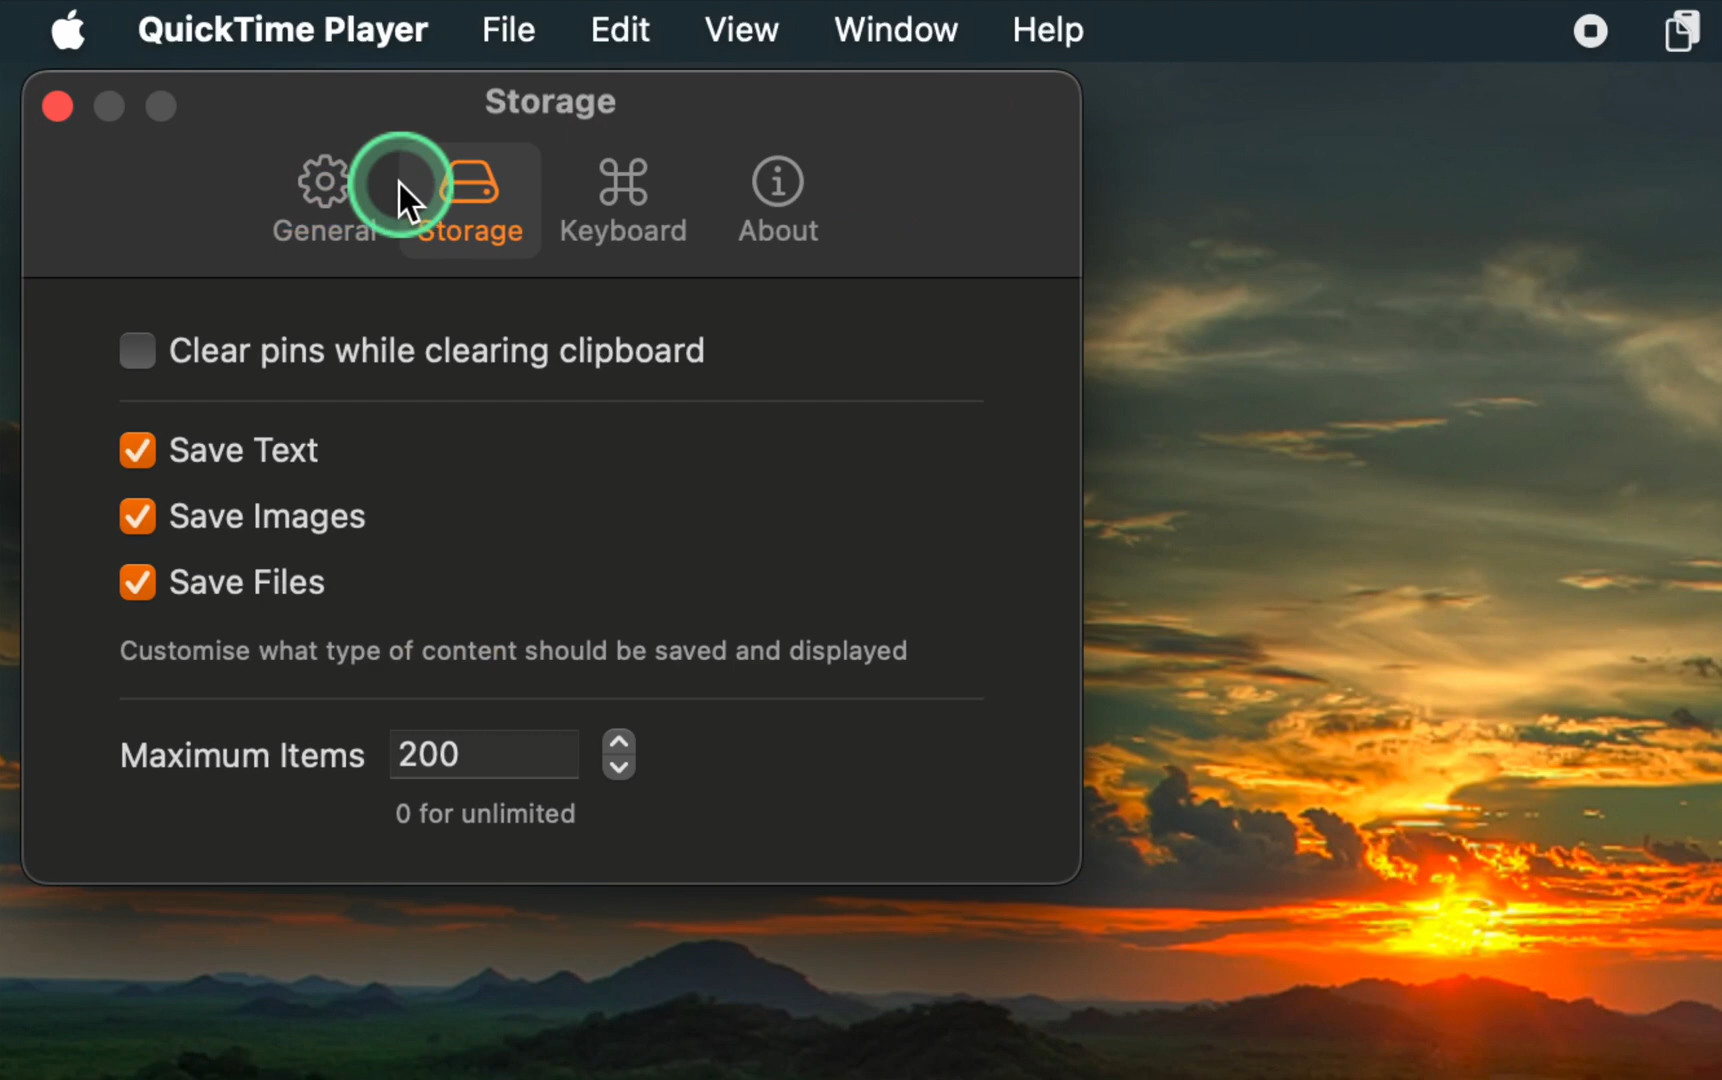 QuickTime Player File Edit View Window Help
Storage
General Storage Keyboard About
Clear pins while clearing clipboard
Save Text
Save Images
Save Files
Customise what type of content should be saved and displayed
Maximum Items 200
0 for unlimited